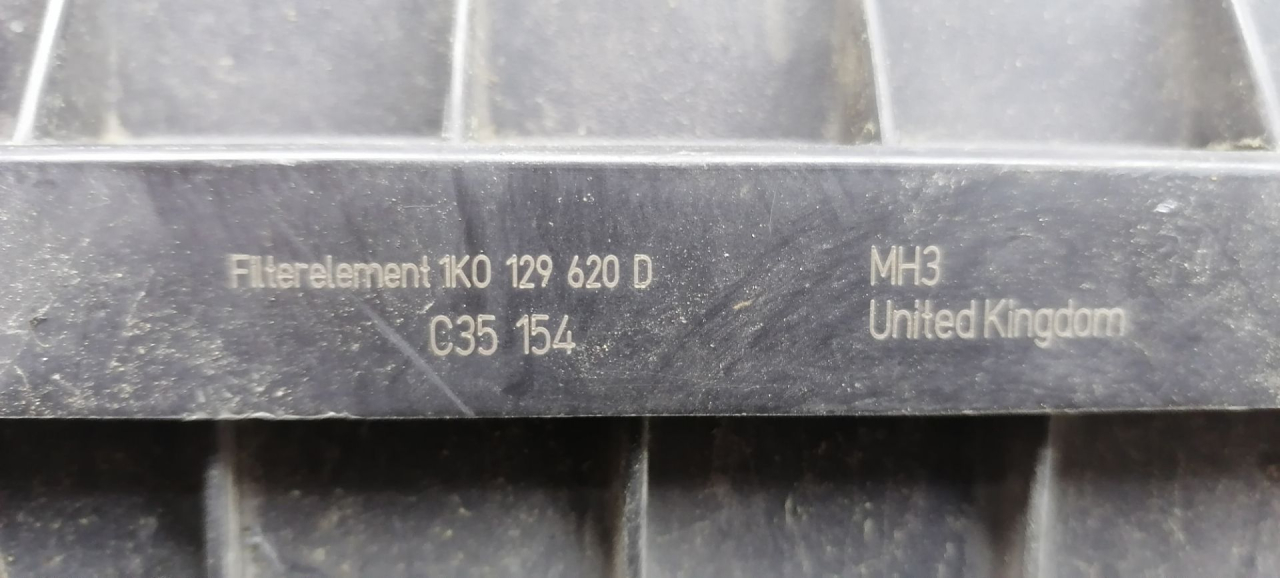 Filterelement 1K0 129 620 D
C35 154
MH3
United Kingdom